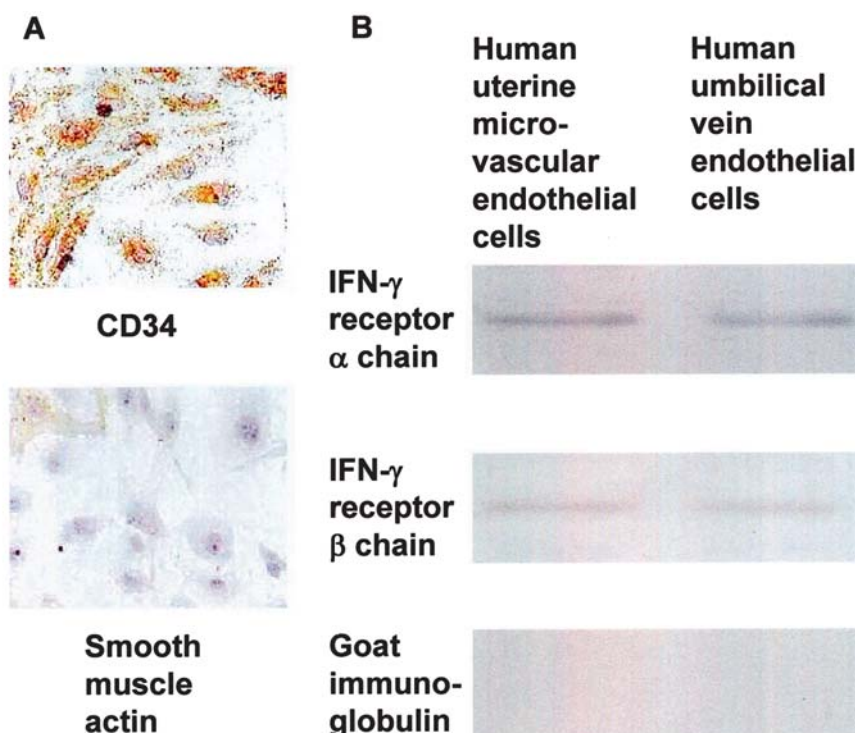 A
B
Human
uterine
micro-
vascular
endothelial
cells
Human
umbilical
vein
endothelial
cells
CD34
IFN-γ
receptor
α chain
IFN-γ
receptor
β chain
Smooth
muscle
actin
Goat
immuno-
globulin